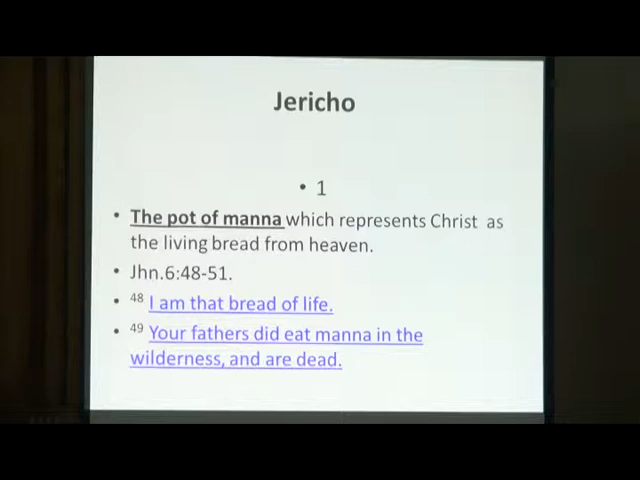 Jericho
• 1
• The pot of manna which represents Christ as
the living bread from heaven.
• Jhn.6:48-51.
• 48 I am that bread of life.
• 49 Your fathers did eat manna in the
wilderness, and are dead.